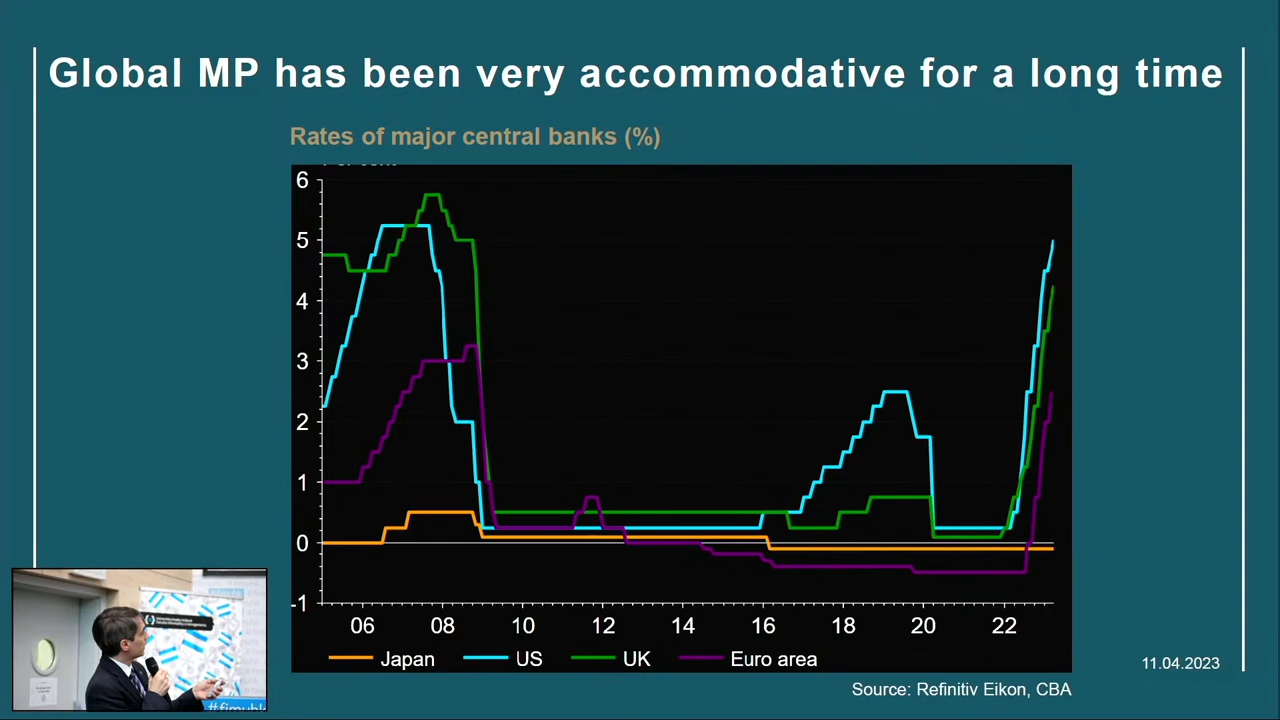 Global MP has been very accommodative for a long time
Rates of major central banks (%)
6
5
4
3
2
1
0
-1
06 08 10 12 14 16 18 20 22
Japan US UK Euro area
11.04.2023
Source: Refinitiv Eikon, CBA
#fimuhk